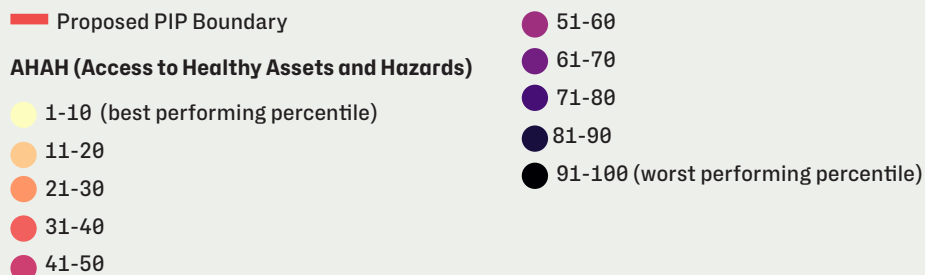 Proposed PIP Boundary
AHAH (Access to Healthy Assets and Hazards)
1-10 (best performing percentile)
11-20
21-30
31-40
41-50
51-60
61-70
71-80
81-90
91-100 (worst performing percentile)